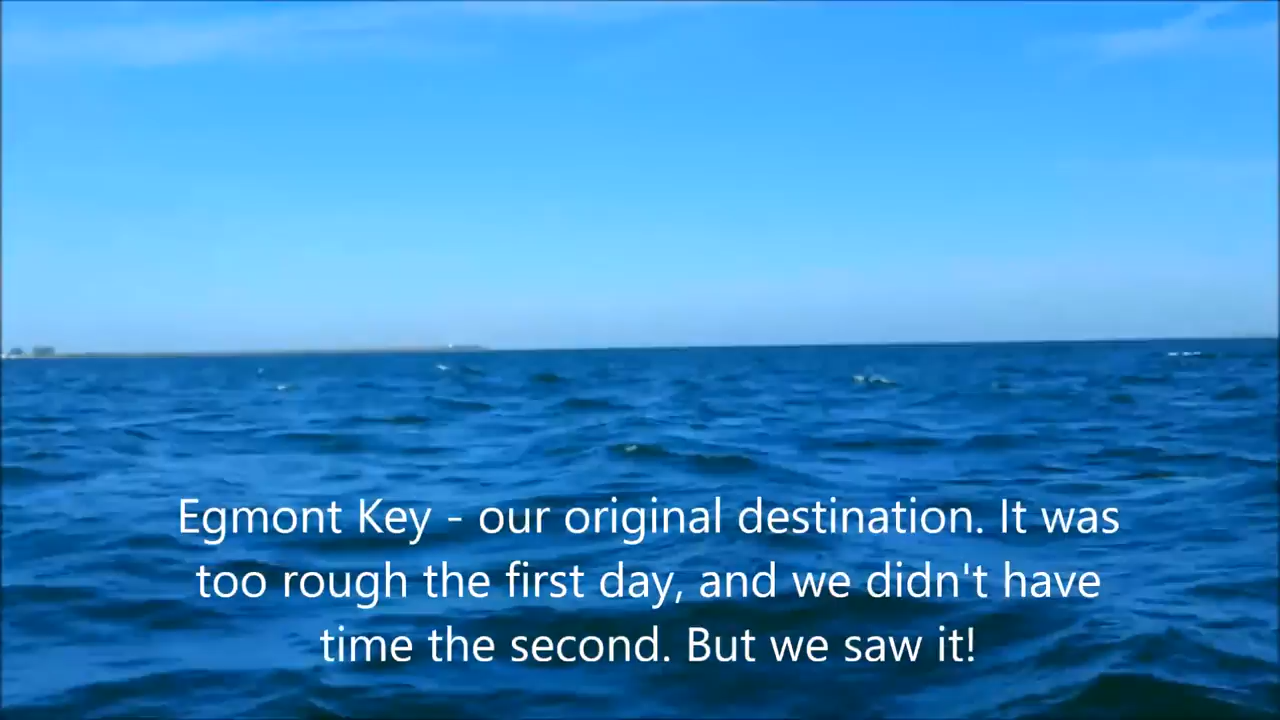 Egmont Key - our original destination. It was
too rough the first day, and we didn't have
time the second. But we saw it!